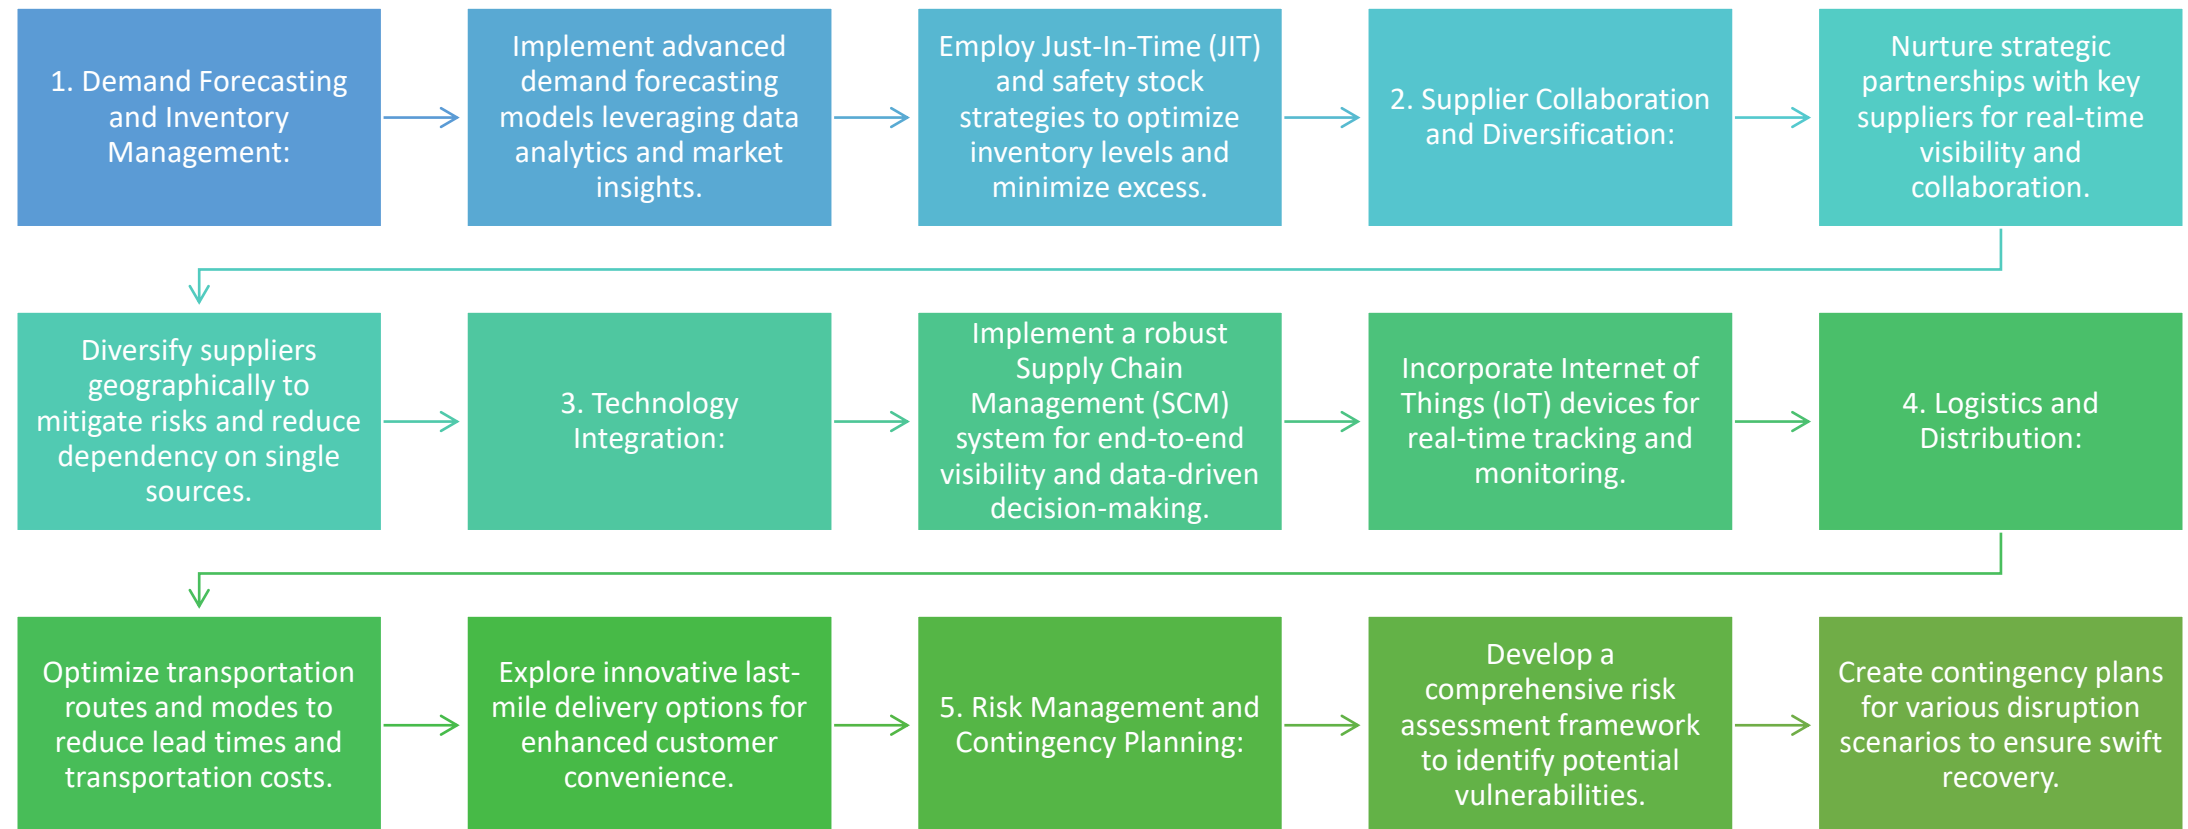 1. Demand Forecasting
and Inventory
Management:
Implement advanced
demand forecasting
models leveraging data
analytics and market
insights.
Employ Just-In-Time (JIT)
and safety stock
strategies to optimize
inventory levels and
minimize excess.
2. Supplier Collaboration
and Diversification:
Nurture strategic
partnerships with key
suppliers for real-time
visibility and
collaboration.
Diversify suppliers
geographically to
mitigate risks and reduce
dependency on single
sources.
3. Technology
Integration:
Implement a robust
Supply Chain
Management (SCM)
system for end-to-end
visibility and data-driven
decision-making.
Incorporate Internet of
Things (IoT) devices for
real-time tracking and
monitoring.
4. Logistics and
Distribution:
Optimize transportation
routes and modes to
reduce lead times and
transportation costs.
Explore innovative last-
mile delivery options for
enhanced customer
convenience.
5. Risk Management and
Contingency Planning:
Develop a
comprehensive risk
assessment framework
to identify potential
vulnerabilities.
Create contingency plans
for various disruption
scenarios to ensure swift
recovery.